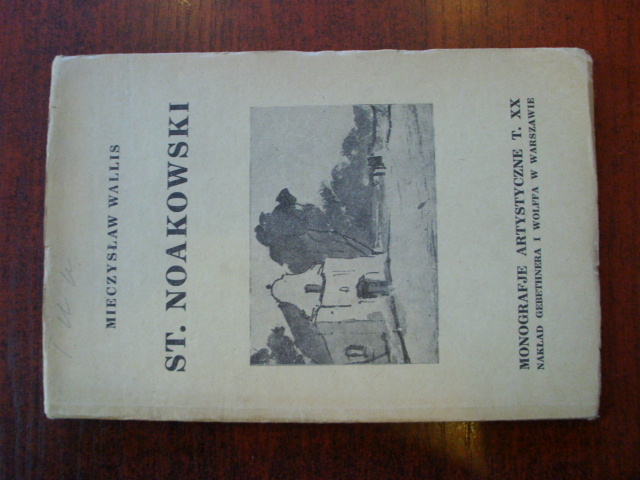 MIECZYSŁAW WALLIS
ST. NOAKOWSKI
MONOGRAFJE ARTYSTYCZNE T. XX
NAKŁAD GEBETHNERA I WOLFFA W WARSZAWIE